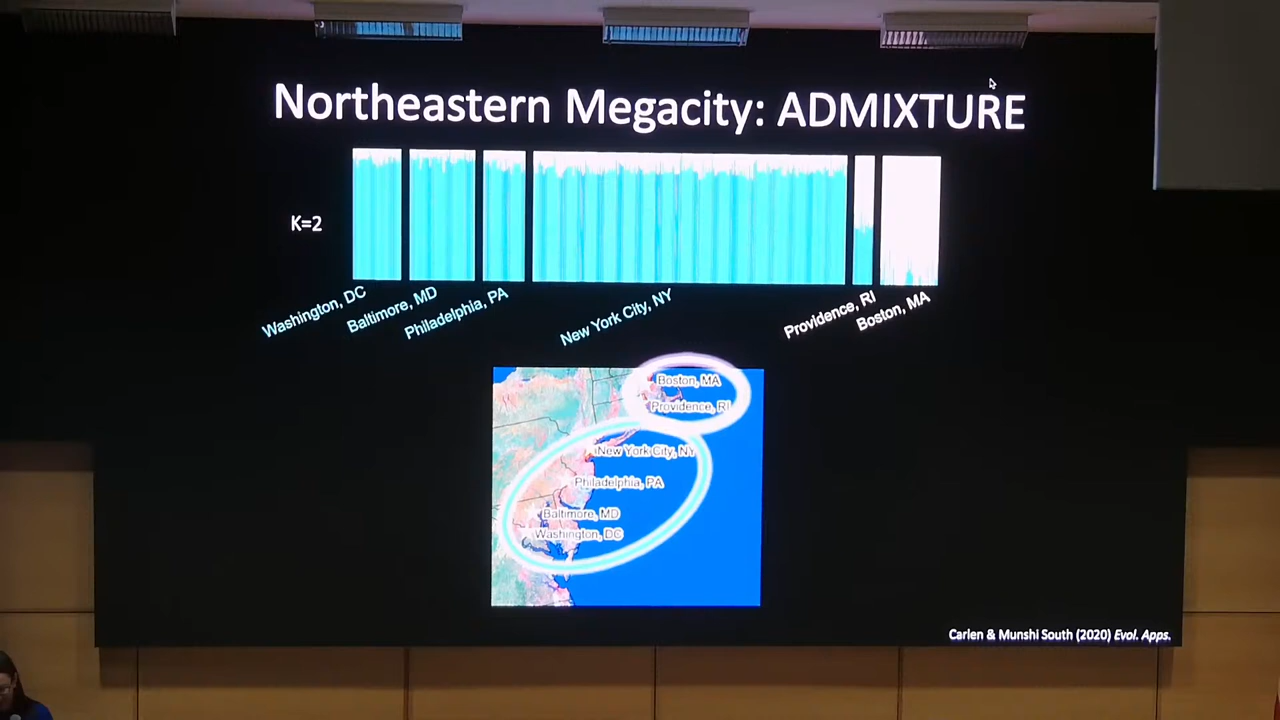 Northeastern Megacity: ADMIXTURE
K=2
Washington, DC
Baltimore, MD
Philadelphia, PA
New York City, NY
Providence, RI
Boston, MA
Boston, MA
Providence, RI
New York City, NY
Philadelphia, PA
Baltimore, MD
Washington, DC
Carlen & Munshi South (2020) Evol. Apps.